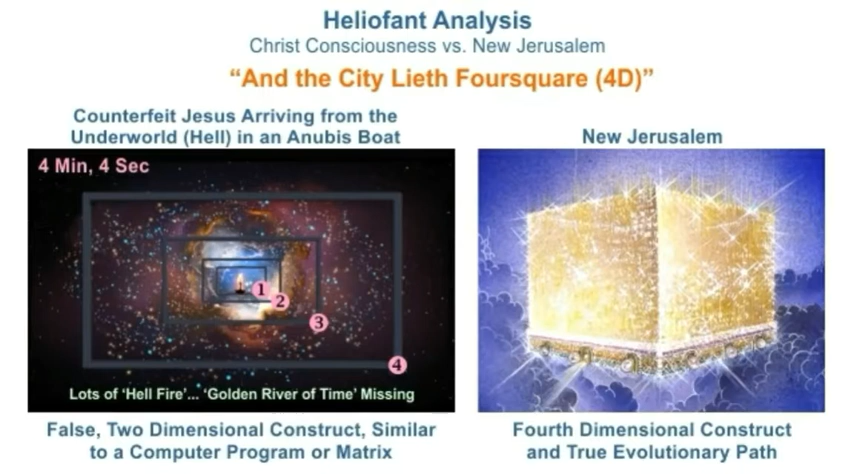 Heliofant Analysis
Christ Consciousness vs. New Jerusalem
“And the City Lieth Foursquare (4D)”
Counterfeit Jesus Arriving from the
Underworld (Hell) in an Anubis Boat
4 Min, 4 Sec
1
2
3
4
Lots of ‘Hell Fire’... ‘Golden River of Time’ Missing
False, Two Dimensional Construct, Similar
to a Computer Program or Matrix
New Jerusalem
Fourth Dimensional Construct
and True Evolutionary Path